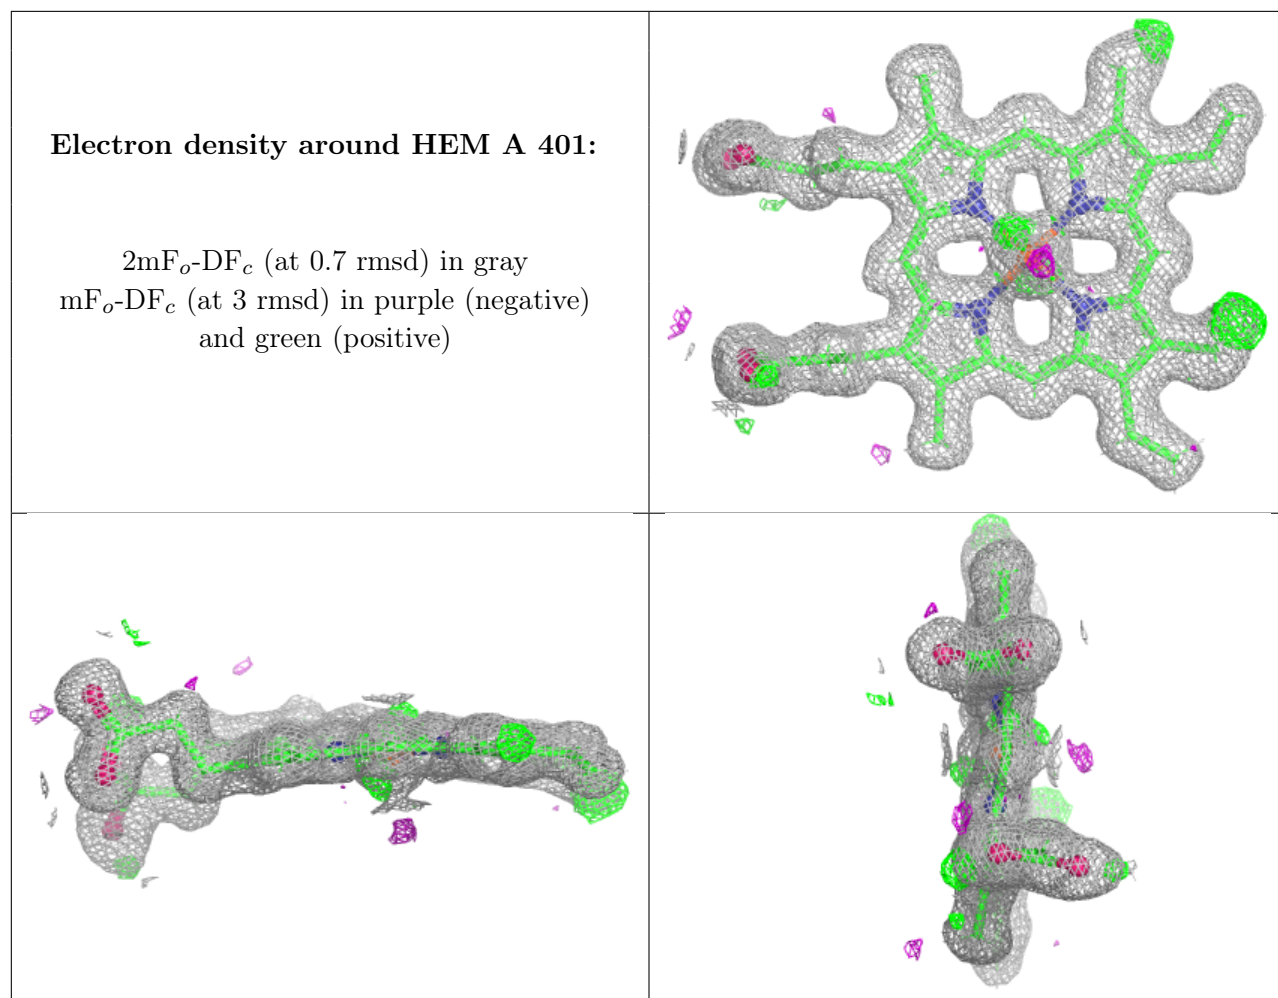 Electron density around HEM A 401:
2mFo-DFc (at 0.7 rmsd) in gray
mFo-DFc (at 3 rmsd) in purple (negative)
and green (positive)